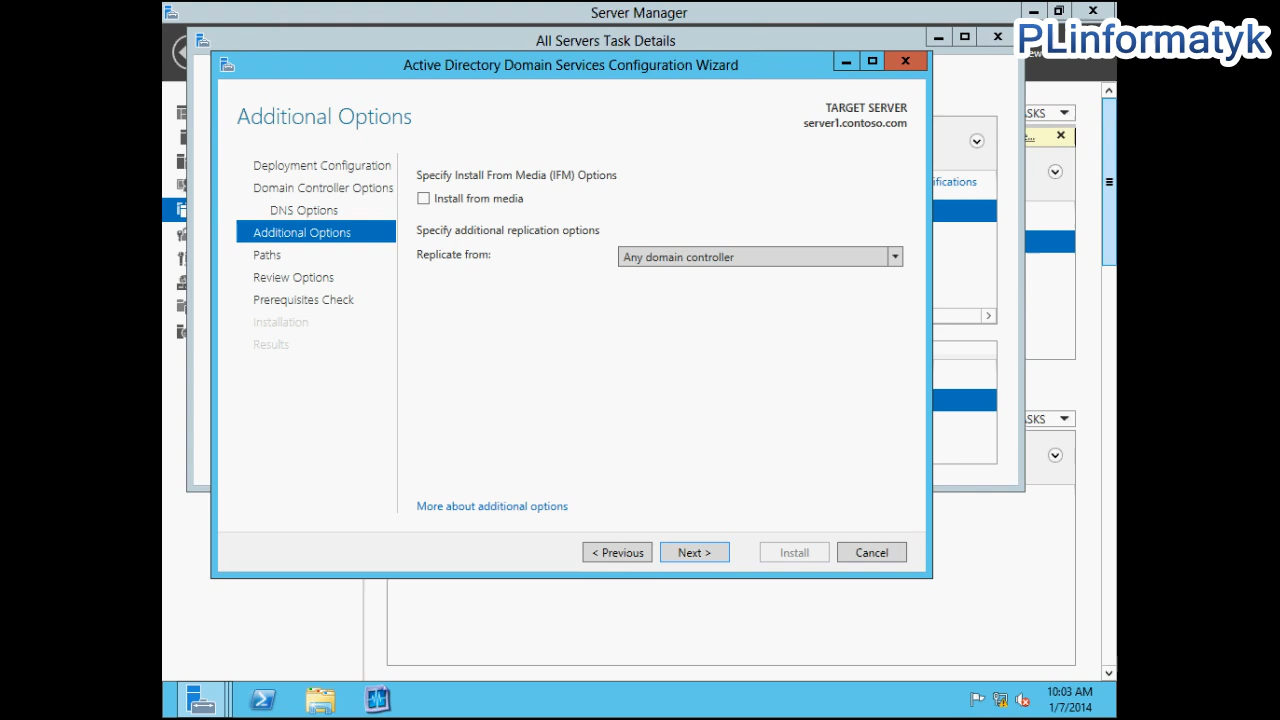 Server Manager
PLinformatyk
All Servers Task Details
Active Directory Domain Services Configuration Wizard
Additional Options
TARGET SERVER
server1.contoso.com
Deployment Configuration
Domain Controller Options
DNS Options
Additional Options
Paths
Review Options
Prerequisites Check
Installation
Results
Specify Install From Media (IFM) Options
Install from media
Specify additional replication options
Replicate from:
Any domain controller
More about additional options
< Previous
Next >
Install
Cancel
ifications
ASKS
e...
ASKS
10:03 AM
1/7/2014